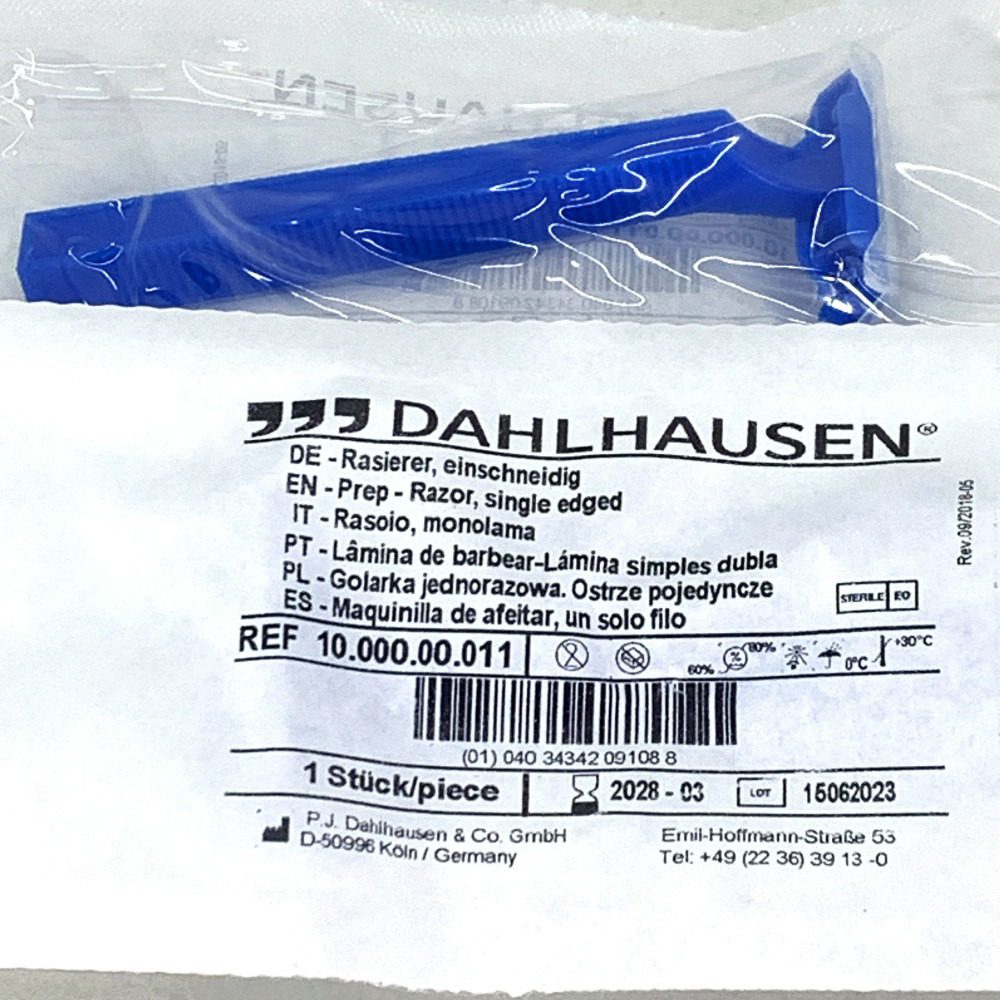 DAHLHAUSEN®
DE - Rasierer, einschneidig
EN - Prep - Razor, single edged
IT - Rasoio, monolama
PT - Lâmina de barbear-Lámina simples dubla
PL - Golarka jednorazowa. Ostrze pojedyncze
ES - Maquinilla de afeitar, un solo filo
STERILE EO
REF 10.000.00.011
60% % 80% 0°C +30°C
(01) 040 34342 09108 8
1 Stück/piece 2028 - 03 LOT 15062023
P.J. Dahlhausen & Co. GmbH Emil-Hoffmann-Straße 53
D-50996 Köln / Germany Tel: +49 (22 36) 39 13 -0
Rev.09/2018-05